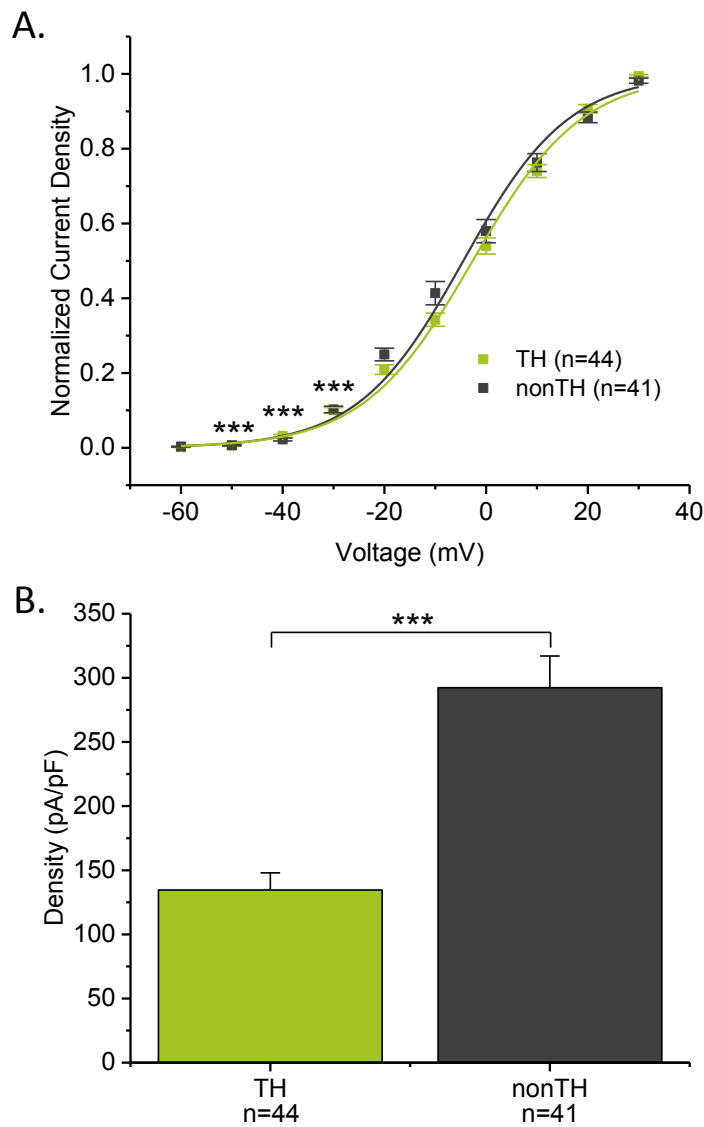 A.
Normalized Current Density
1.0
0.8
0.6
0.4
0.2
0.0
***
***
***
TH (n=44)
nonTH (n=41)
-60
-40
-20
0
20
40
Voltage (mV)
B.
Density (pA/pF)
350
300
250
200
150
100
50
0
***
TH
n=44
nonTH
n=41